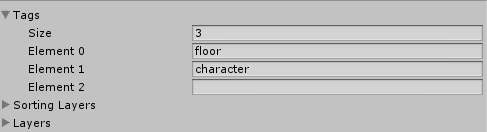 Tags
Size 3
Element 0 floor
Element 1 character
Element 2
Sorting Layers
Layers